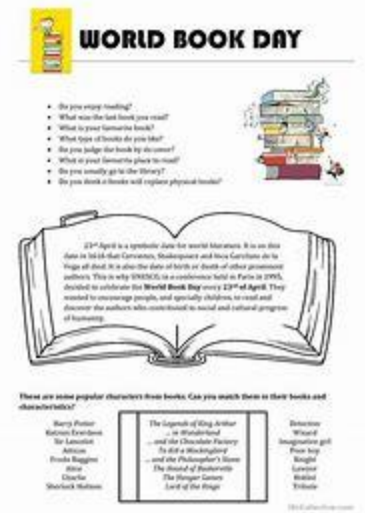 WORLD BOOK DAY
Do you enjoy reading?
What was the last book you read?
What is your favourite book?
What type of books do you like?
Do you judge the book by its cover?
What is your favourite place to read?
Do you usually go to the library?
Do you think e books will replace physical books?
23rd April is a symbolic date for world literature. It is on this
date in 1616 that Cervantes, Shakespeare and Inca Garcilaso de la
Vega all died. It is also the date of birth or death of other prominent
authors. This is why UNESCO, in a conference held in Paris in 1995,
decided to celebrate the World Book Day every 23rd of April. They
wanted to encourage people, and specially children, to read and
discover the authors who contributed to social and cultural progress
of humanity.
These are some popular characters from books. Can you match them to their books and
characteristics?
Harry Potter
Katniss Everdeen
Sir Lancelot
Atticus
Frodo Baggins
Alice
Charlie
Sherlock Holmes
The Legends of King Arthur
... in Wonderland
... and the Chocolate Factory
To Kill a Mockingbird
... and the Philosopher's Stone
The Hound of Baskerville
The Hunger Games
Lord of the Rings
Detective
Wizard
Imaginative girl
Poor boy
Knight
Lawyer
Hobbit
Tribute